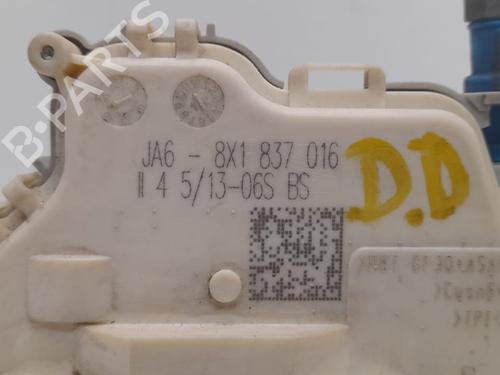 B-PARTS
JA6 - 8X1 837 016
II 4 5/13-06S BS
D.D